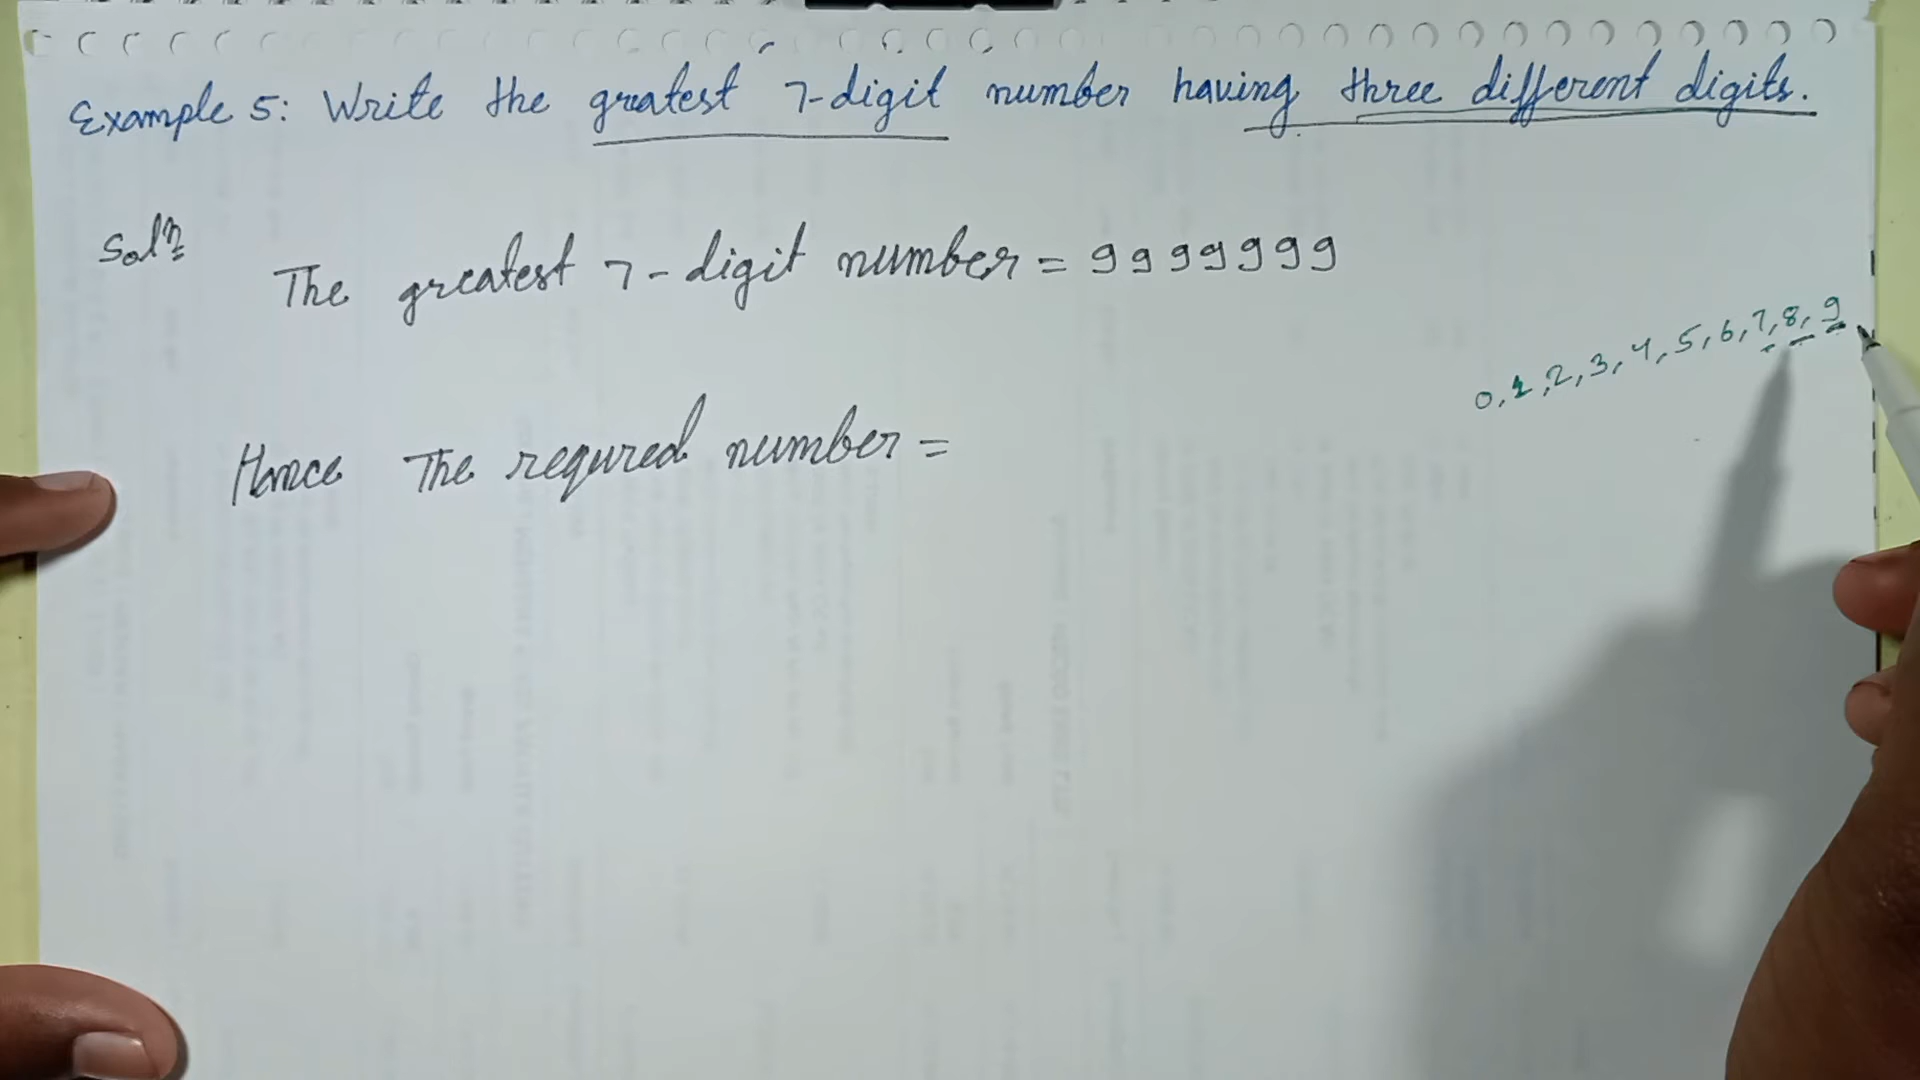 Example 5: Write the greatest 7-digit number having three different digits.
Solⁿ
The greatest 7-digit number = 9999999
0,1,2,3,4,5,6,7,8,9
Hence The requred number =